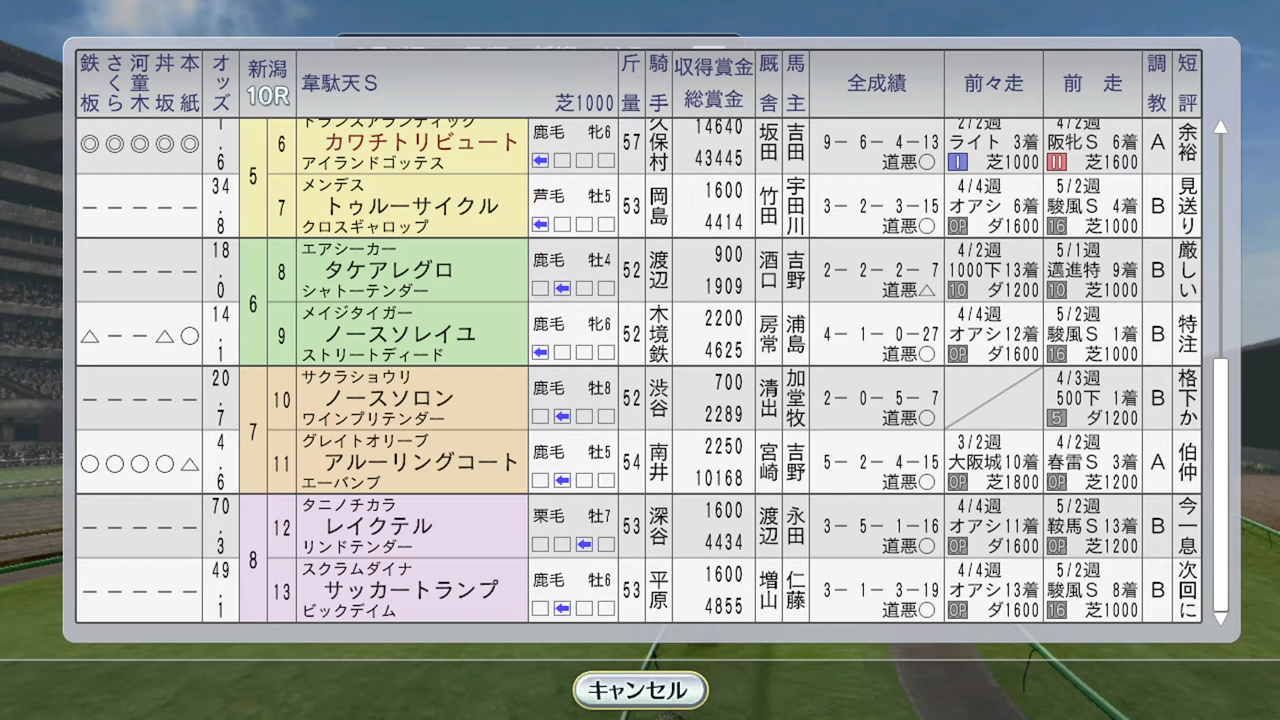 鉄板 さくら 河童木 丼坂 本紙 オッズ 新潟 10R 韋駄天S 芝1000 斤量 騎手 収得賞金 総賞金 厩舎 馬主 全成績 前々走 前 走 調教 短評
◎◎◎◎◎ 1.6 5 6 トランスアトランティック 鹿毛 牝6 57 久保村 14640 坂田 吉田 9－ 6－ 4－13 2/2週 4/2週 A 余裕
カワチトリビュート ライト 3着 阪牝S 6着
アイランドゴッテス ← 43445 道悪○ I 芝1000 II 芝1600
－－－－－ 34.8 7 メンデス 芦毛 牡5 53 岡島 1600 竹田 宇田川 3－ 2－ 3－15 4/4週 5/2週 B 見送り
トゥルーサイクル オアシ 6着 駿風S 4着
クロスギャロップ ← 4414 道悪○ OP ダ1600 16 芝1000
－－－－－ 18.0 6 8 エアシーカー 鹿毛 牡4 52 渡辺 900 酒口 吉野 2－ 2－ 2－ 7 4/2週 5/1週 B 厳しい
タケアレグロ 1000下13着 邁進特 9着
シャトーテンダー ← 1909 道悪△ 10 ダ1200 10 芝1000
△－－△○ 14.1 9 メイジタイガー 鹿毛 牝6 52 木境鉄 2200 房常 浦島 4－ 1－ 0－27 4/4週 5/2週 B 特注
ノースソレイユ オアシ12着 駿風S 1着
ストリートディード ← 4625 道悪○ OP ダ1600 16 芝1000
－－－－－ 20.7 7 10 サクラショウリ 鹿毛 牡8 52 渋谷 700 清出 加堂牧 2－ 0－ 5－ 7 4/3週 B 格下か
ノースソロン 500下 1着
ワインプリテンダー ← 2289 道悪○ 5 ダ1200
○○○○△ 4.6 11 グレイトオリーブ 鹿毛 牡5 54 南井 2250 宮崎 吉野 5－ 2－ 4－15 3/2週 4/2週 A 伯仲
アルーリングコート 大阪城10着 春雷S 3着
エーバンブ ← 10168 道悪○ OP 芝1800 OP 芝1200
－－－－－ 70.3 8 12 タニノチカラ 栗毛 牡7 53 深谷 1600 渡辺 永田 3－ 5－ 1－16 4/4週 5/2週 B 今一息
レイクテル オアシ11着 鞍馬S13着
リンドテンダー ← 4434 道悪○ OP ダ1600 OP 芝1200
－－－－－ 49.1 13 スクラムダイナ 鹿毛 牡6 53 平原 1600 増山 仁藤 3－ 1－ 3－19 4/4週 5/2週 B 次回に
サッカートランプ オアシ13着 駿風S 8着
ビックデイム ← 4855 道悪○ OP ダ1600 16 芝1000
キャンセル